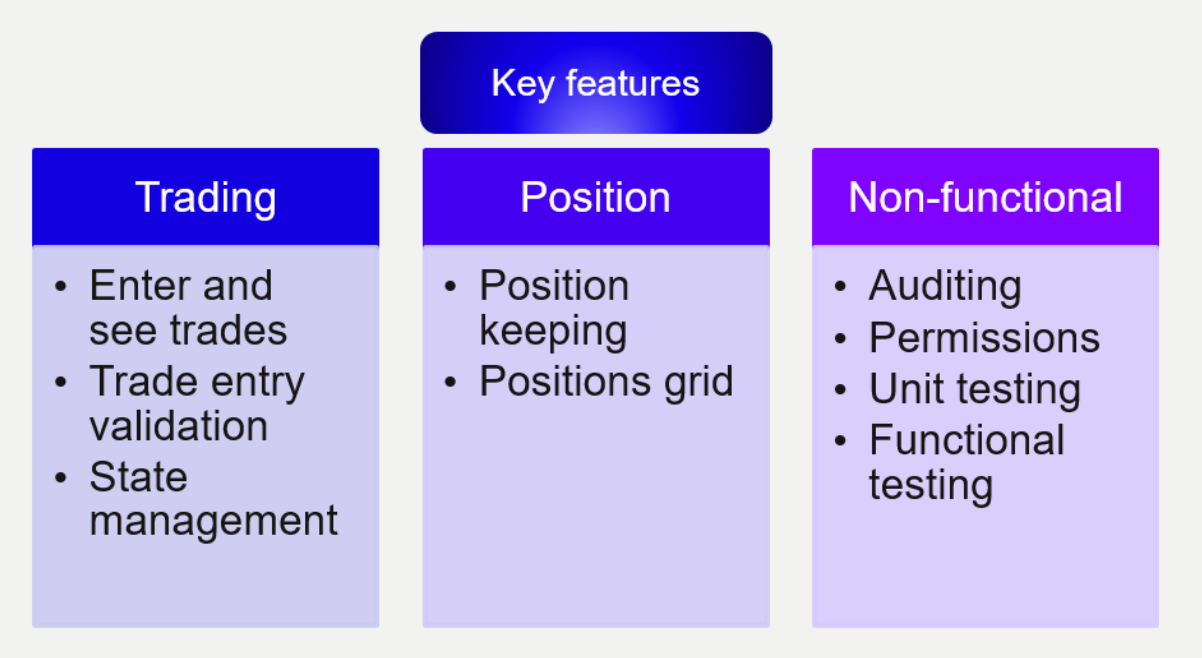 Key features
Trading
• Enter and
see trades
• Trade entry
validation
• State
management
Position
• Position
keeping
• Positions grid
Non-functional
• Auditing
• Permissions
• Unit testing
• Functional
testing